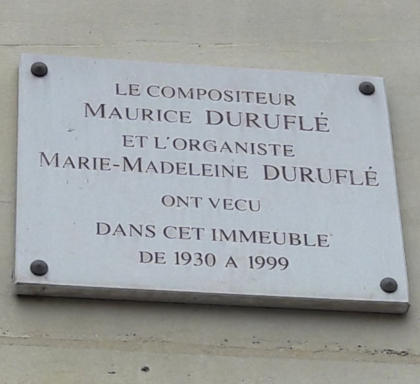 LE COMPOSITEUR
MAURICE DURUFLÉ
ET L'ORGANISTE
MARIE-MADELEINE DURUFLÉ
ONT VECU
DANS CET IMMEUBLE
DE 1930 A 1999